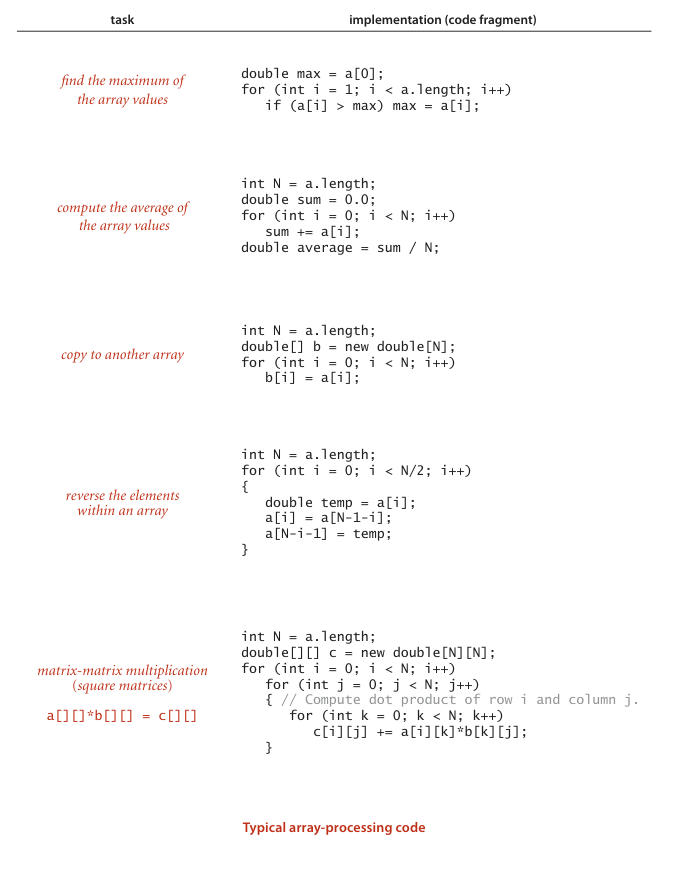 task implementation (code fragment)
find the maximum of
the array values
double max = a[0];
for (int i = 1; i < a.length; i++)
   if (a[i] > max) max = a[i];
compute the average of
the array values
int N = a.length;
double sum = 0.0;
for (int i = 0; i < N; i++)
   sum += a[i];
double average = sum / N;
copy to another array
int N = a.length;
double[] b = new double[N];
for (int i = 0; i < N; i++)
   b[i] = a[i];
reverse the elements
within an array
int N = a.length;
for (int i = 0; i < N/2; i++)
{
   double temp = a[i];
   a[i] = a[N-1-i];
   a[N-i-1] = temp;
}
matrix-matrix multiplication
(square matrices)
a[][]*b[][] = c[][]
int N = a.length;
double[][] c = new double[N][N];
for (int i = 0; i < N; i++)
   for (int j = 0; j < N; j++)
   { // Compute dot product of row i and column j.
      for (int k = 0; k < N; k++)
         c[i][j] += a[i][k]*b[k][j];
   }
Typical array-processing code